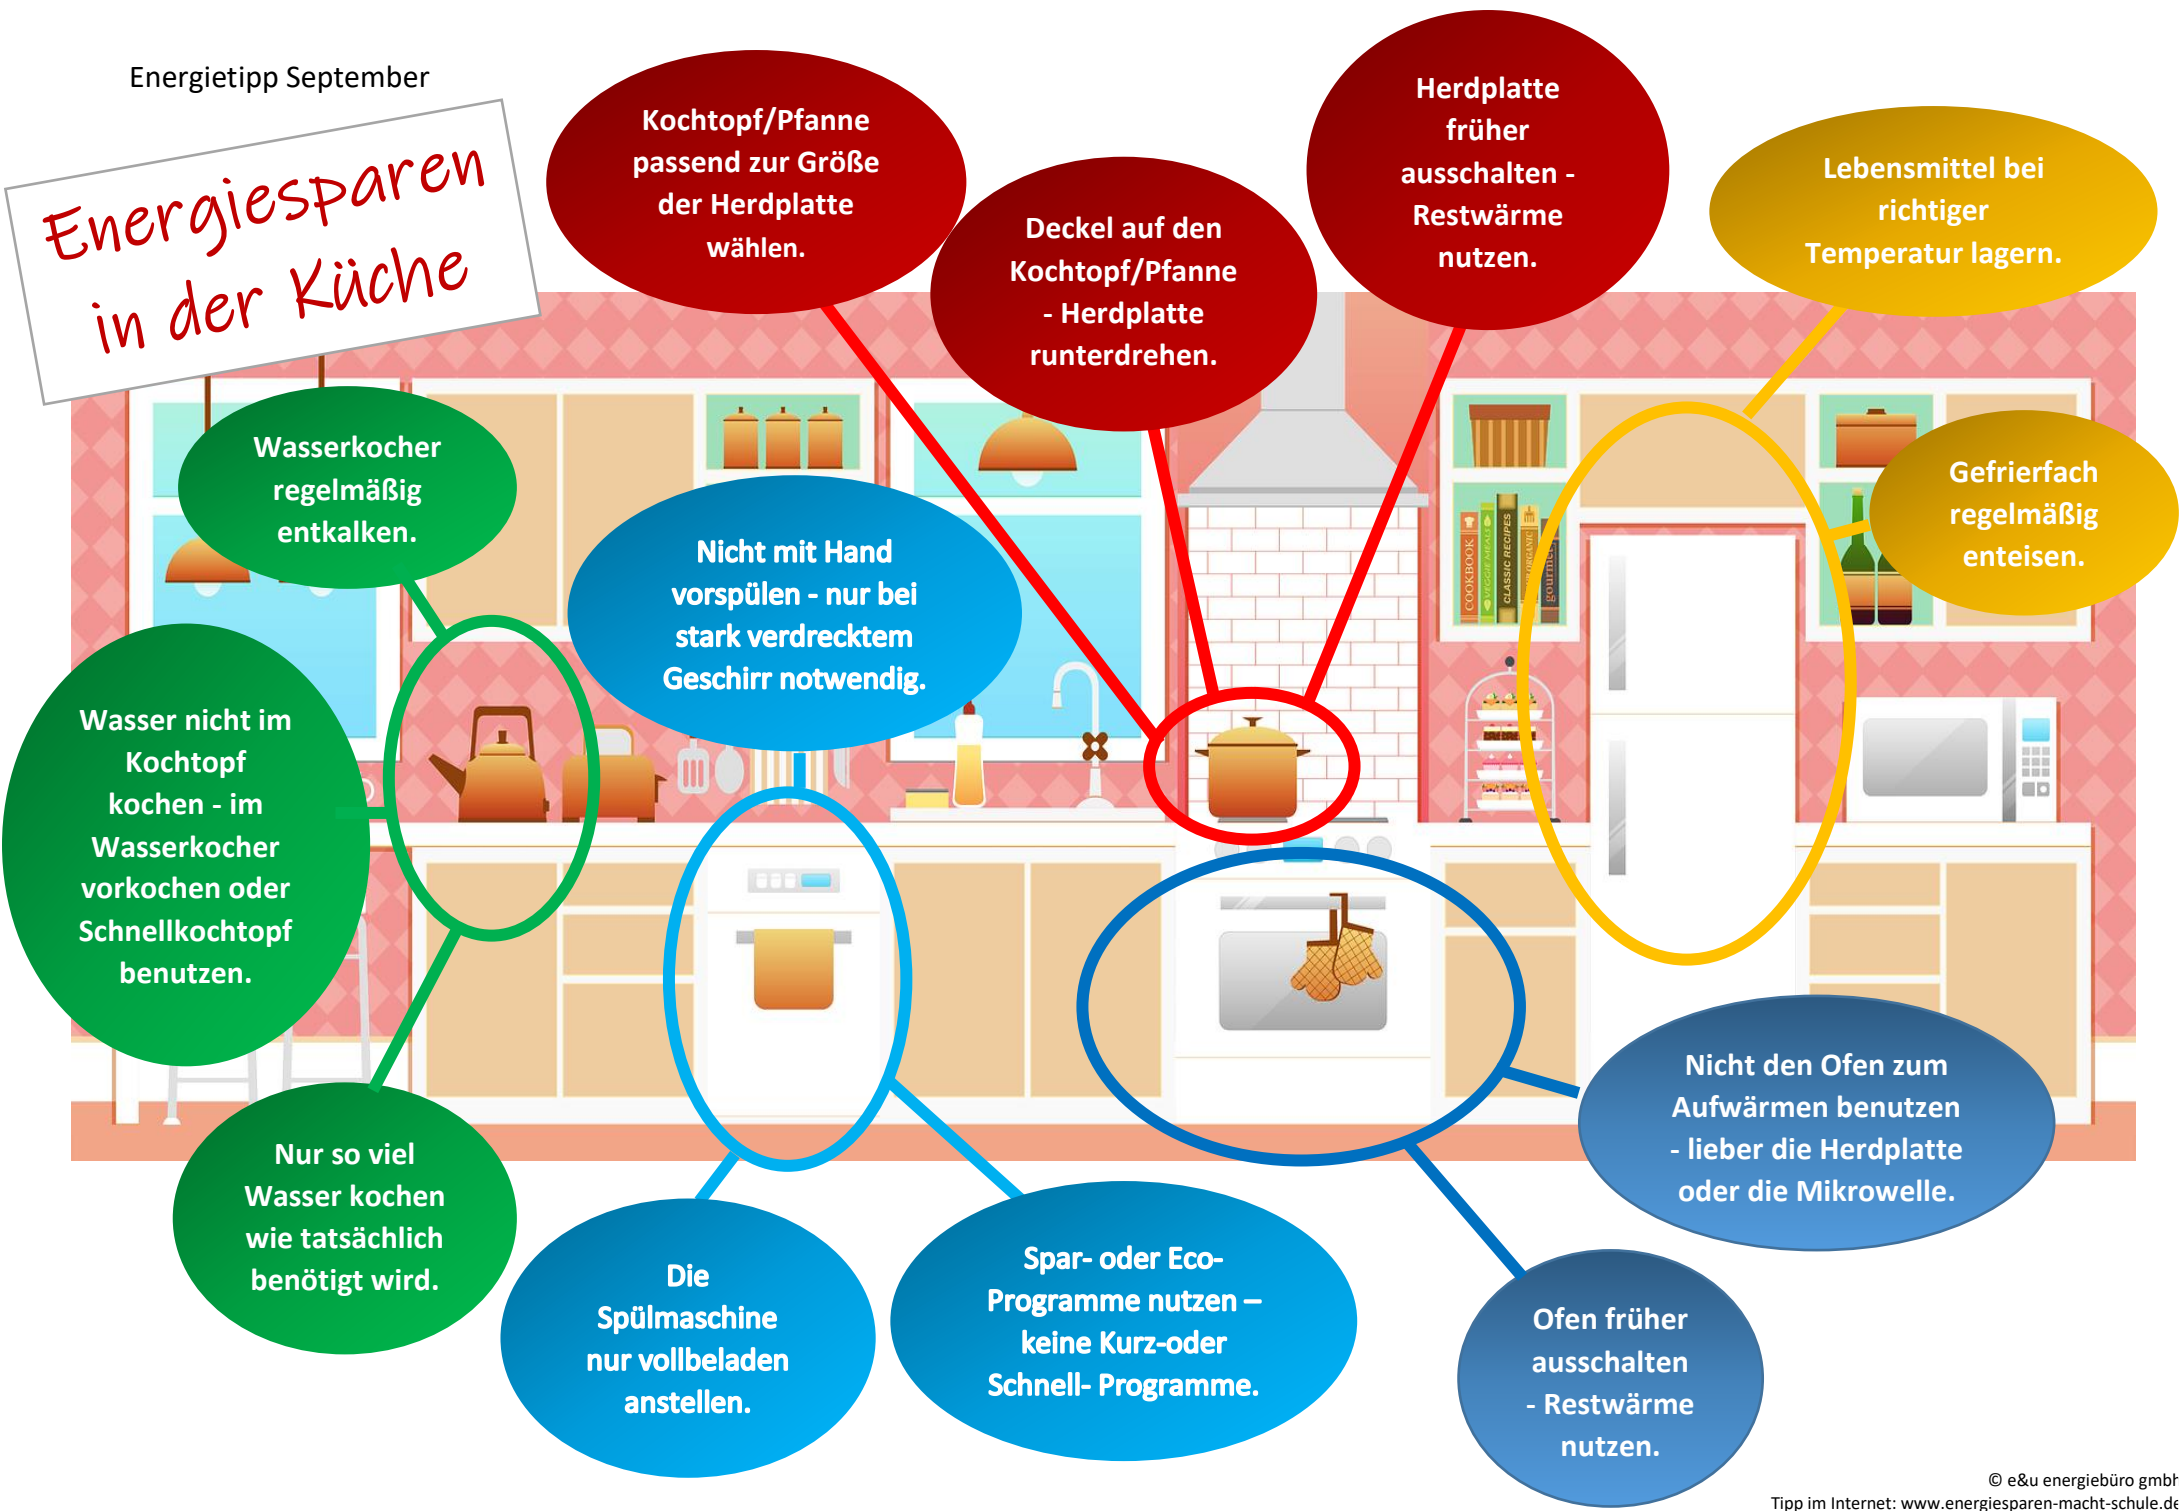 Energietipp September
Energiesparen
in der Küche
Kochtopf/Pfanne
passend zur Größe
der Herdplatte
wählen.
Deckel auf den
Kochtopf/Pfanne
- Herdplatte
runterdrehen.
Herdplatte
früher
ausschalten -
Restwärme
nutzen.
Lebensmittel bei
richtiger
Temperatur lagern.
Gefrierfach
regelmäßig
enteisen.
Wasserkocher
regelmäßig
entkalken.
Nicht mit Hand
vorspülen - nur bei
stark verdrecktem
Geschirr notwendig.
COOKBOOK
VEGGIE MEALS
CLASSIC RECIPES
ORGANIC
gourmet
Wasser nicht im
Kochtopf
kochen - im
Wasserkocher
vorkochen oder
Schnellkochtopf
benutzen.
Nur so viel
Wasser kochen
wie tatsächlich
benötigt wird.
Die
Spülmaschine
nur vollbeladen
anstellen.
Spar- oder Eco-
Programme nutzen –
keine Kurz-oder
Schnell- Programme.
Nicht den Ofen zum
Aufwärmen benutzen
- lieber die Herdplatte
oder die Mikrowelle.
Ofen früher
ausschalten
- Restwärme
nutzen.
© e&u energiebüro gmbh
Tipp im Internet: www.energiesparen-macht-schule.de